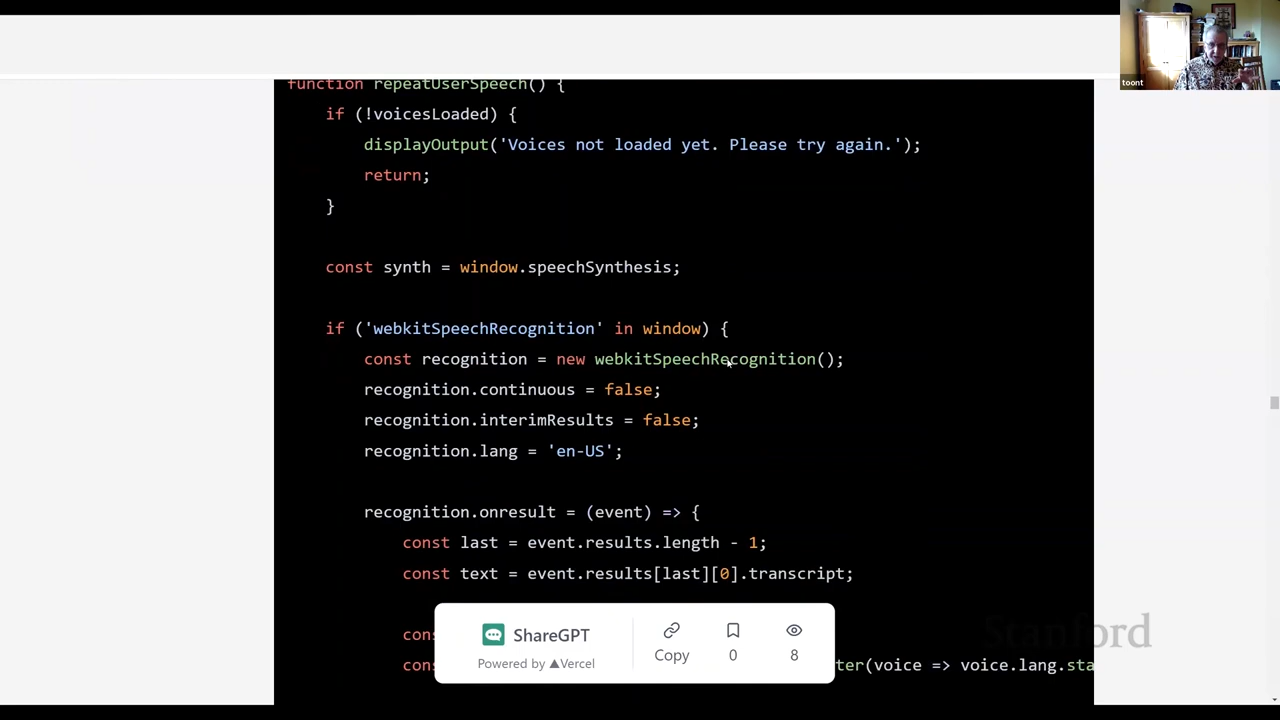 toont
function repeatUserSpeech() {
if (!voicesLoaded) {
displayOutput('Voices not loaded yet. Please try again.');
return;
}
const synth = window.speechSynthesis;
if ('webkitSpeechRecognition' in window) {
const recognition = new webkitSpeechRecognition();
recognition.continuous = false;
recognition.interimResults = false;
recognition.lang = 'en-US';
recognition.onresult = (event) => {
const last = event.results.length - 1;
const text = event.results[last][0].transcript;
ShareGPT
Powered by ▲Vercel
Copy
0
8
Stanford
(voice => voice.lang.